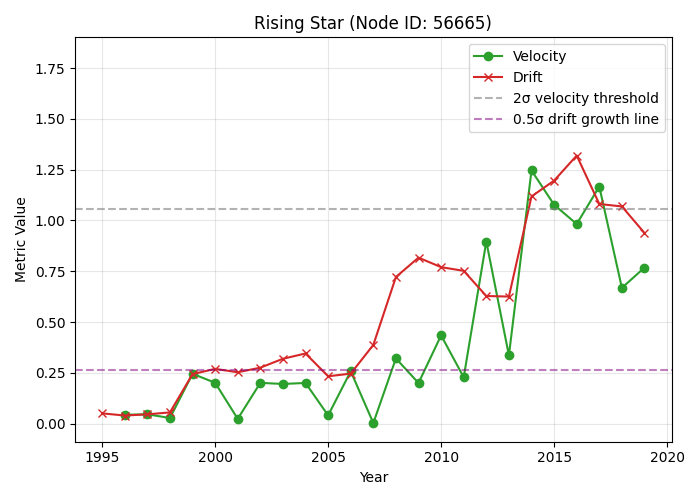 Rising Star (Node ID: 56665)
Velocity
Drift
2σ velocity threshold
0.5σ drift growth line
Metric Value
1.75
1.50
1.25
1.00
0.75
0.50
0.25
0.00
1995
2000
2005
2010
2015
2020
Year